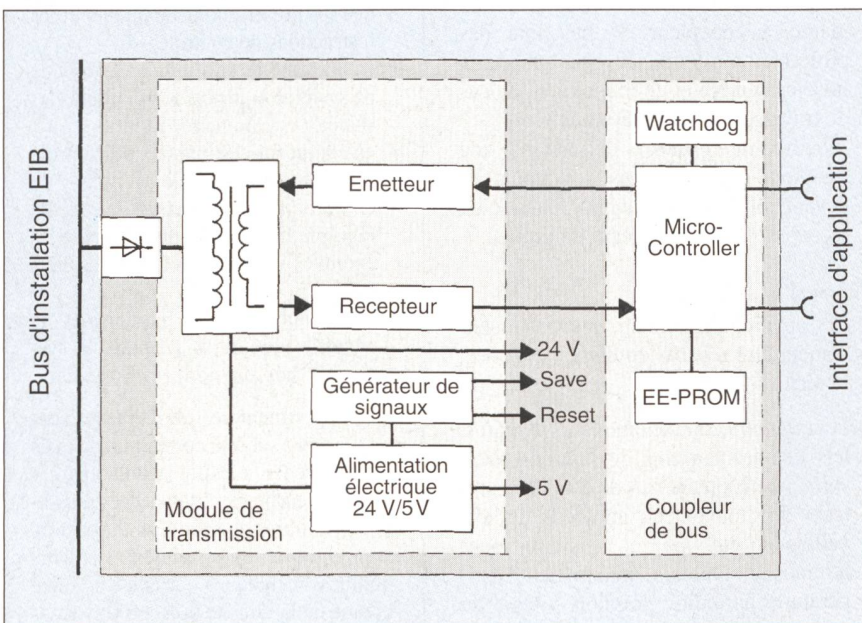 Bus d'installation EIB
Emetteur
Recepteur
24 V
Générateur de
signaux
Save
Reset
Alimentation
électrique
24 V/5 V
5 V
Module de
transmission
Watchdog
Micro-
Controller
EE-PROM
Coupleur
de bus
Interface d'application